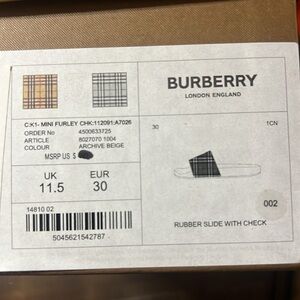 BURBERRY
LONDON ENGLAND
C:K1- MINI FURLEY CHK:112091:A7026
ORDER No 4500633725
ARTICLE 8027070 1004
COLOUR ARCHIVE BEIGE
MSRP US $
30 1CN
UK EUR
11.5 30
002
14810 02
RUBBER SLIDE WITH CHECK
5045621542787